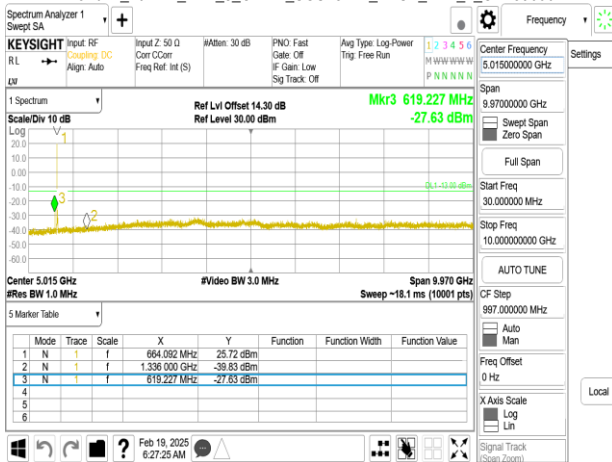 Spectrum Analyzer 1
Swept SA
Frequency
Settings
KEYSIGHT
RL
LXI
Input: RF
Coupling: DC
Align: Auto
Input Z: 50 Ω
Corr CCorr
Freq Ref: Int (S)
#Atten: 30 dB
PNO: Fast
Gate: Off
IF Gain: Low
Sig Track: Off
Avg Type: Log-Power
Trig: Free Run
1 2 3 4 5 6
M W W W W W
P N N N N N
1 Spectrum
Scale/Div 10 dB
Ref Lvl Offset 14.30 dB
Ref Level 30.00 dBm
Mkr3 619.227 MHz
-27.63 dBm
Log
20.0
10.0
0.00
-10.0
-20.0
-30.0
-40.0
-50.0
-60.0
1
3
2
DL1 -13.00 dBm
Center 5.015 GHz
#Res BW 1.0 MHz
#Video BW 3.0 MHz
Span 9.970 GHz
Sweep ~18.1 ms (10001 pts)
5 Marker Table
Mode Trace Scale X Y Function Function Width Function Value
1 N 1 f 664.092 MHz 25.72 dBm
2 N 1 f 1.336 000 GHz -39.83 dBm
3 N 1 f 619.227 MHz -27.63 dBm
4
5
6
Feb 19, 2025
6:27:25 AM
Center Frequency
5.015000000 GHz
Span
9.97000000 GHz
Swept Span
Zero Span
Full Span
Start Freq
30.000000 MHz
Stop Freq
10.000000000 GHz
AUTO TUNE
CF Step
997.000000 MHz
Auto
Man
Freq Offset
0 Hz
X Axis Scale
Log
Lin
Signal Track
(Span Zoom)
Local